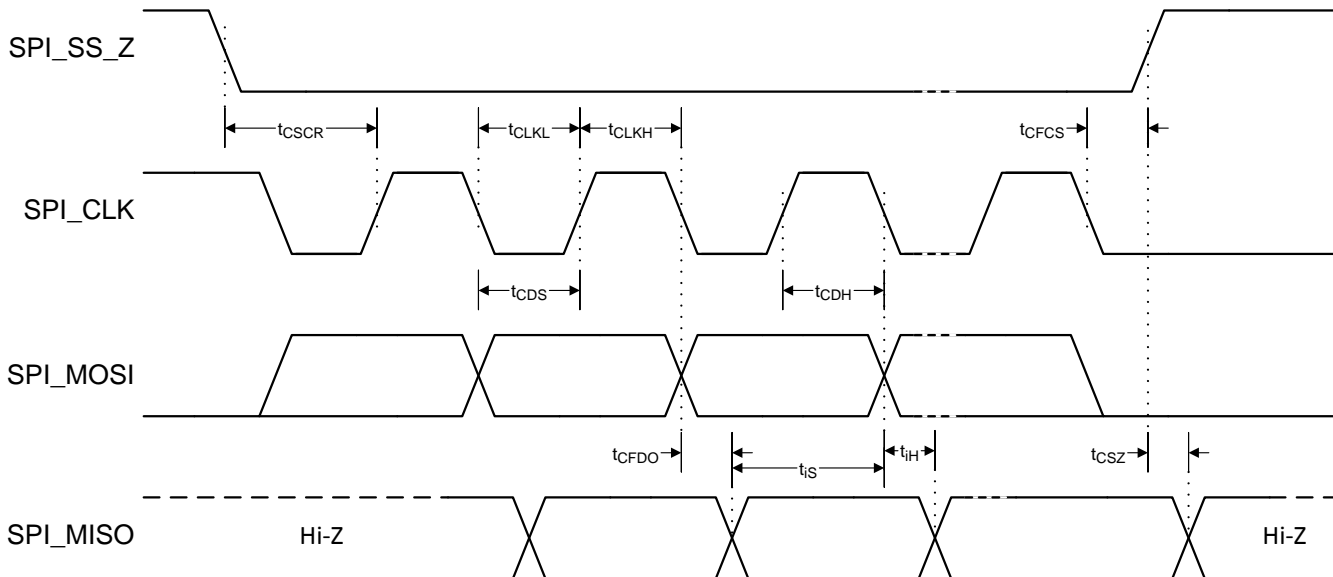 SPI_SS_Z
tCSCR
tCLKL
tCLKH
tCFCS
SPI_CLK
tCDS
tCDH
SPI_MOSI
tCFDO
tiS
tiH
tCSZ
SPI_MISO
Hi-Z
Hi-Z